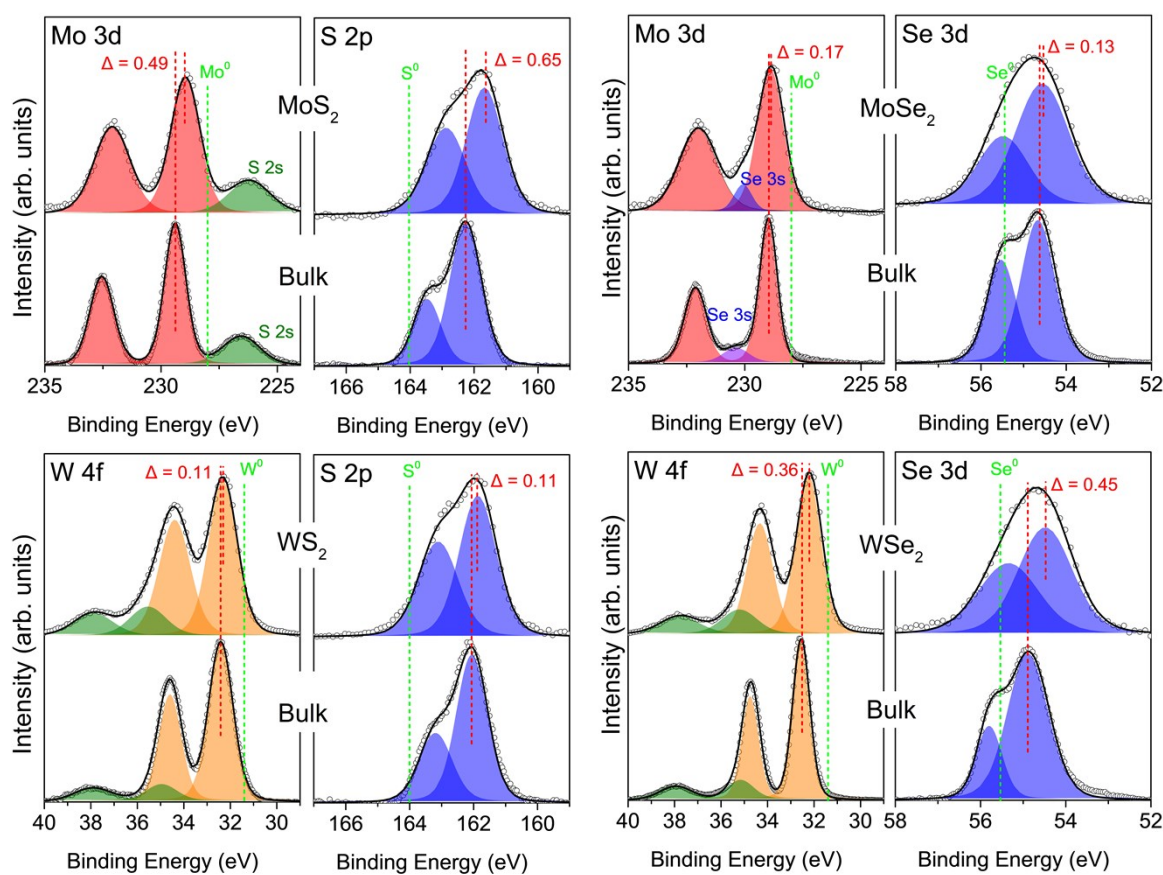 Mo 3d
Δ = 0.49
Mo⁰
S 2s
MoS₂
S 2p
S⁰
Δ = 0.65
Bulk
S 2s
Intensity (arb. units)
235 230 225
166 164 162 160
Binding Energy (eV)
Binding Energy (eV)
Mo 3d
Δ = 0.17
Mo⁰
Se 3s
MoSe₂
Se 3d
Se⁰
Δ = 0.13
Se 3s
Bulk
Intensity (arb. units)
235 230 225
58 56 54 52
Binding Energy (eV)
Binding Energy (eV)
W 4f
Δ = 0.11
W⁰
WS₂
S 2p
S⁰
Δ = 0.11
Bulk
Intensity (arb. units)
40 38 36 34 32 30
166 164 162 160
Binding Energy (eV)
Binding Energy (eV)
W 4f
Δ = 0.36
W⁰
WSe₂
Se 3d
Se⁰
Δ = 0.45
Bulk
Intensity (arb. units)
40 38 36 34 32 30
58 56 54 52
Binding Energy (eV)
Binding Energy (eV)